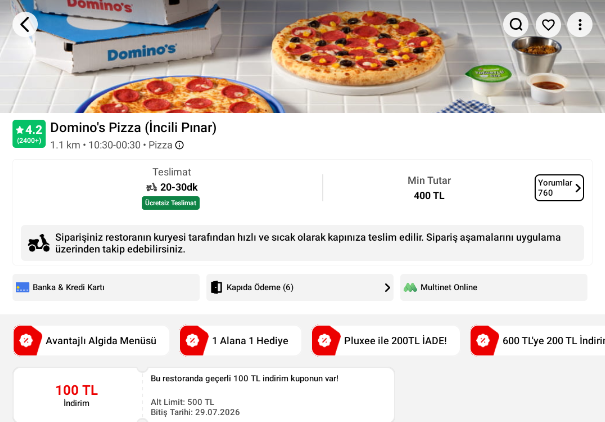 Domino's
Domino's
4.2
(2400+)
Domino's Pizza (İncili Pınar)
1.1 km • 10:30-00:30 • Pizza
Teslimat
20-30dk
Ücretsiz Teslimat
Min Tutar
400 TL
Yorumlar
760
Siparişiniz restoranın kuryesi tarafından hızlı ve sıcak olarak kapınıza teslim edilir. Sipariş aşamalarını uygulama
üzerinden takip edebilirsiniz.
Banka & Kredi Kartı
Kapıda Ödeme (6)
Multinet Online
Avantajlı Algida Menüsü
1 Alana 1 Hediye
Pluxee ile 200TL İADE!
600 TL'ye 200 TL İndirir
100 TL
İndirim
Bu restoranda geçerli 100 TL indirim kuponun var!
Alt Limit: 500 TL
Bitiş Tarihi: 29.07.2026